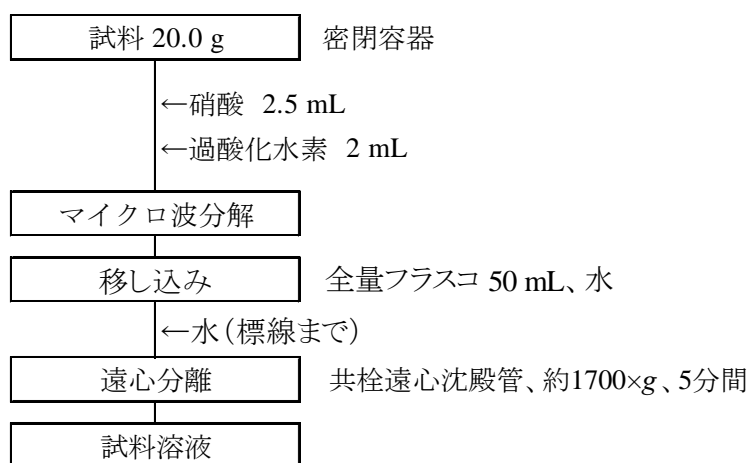 試料 20.0 g 密閉容器
←硝酸 2.5 mL
←過酸化水素 2 mL
マイクロ波分解
移し込み 全量フラスコ 50 mL、水
←水(標線まで)
遠心分離 共栓遠心沈殿管、約1700×g、5分間
試料溶液